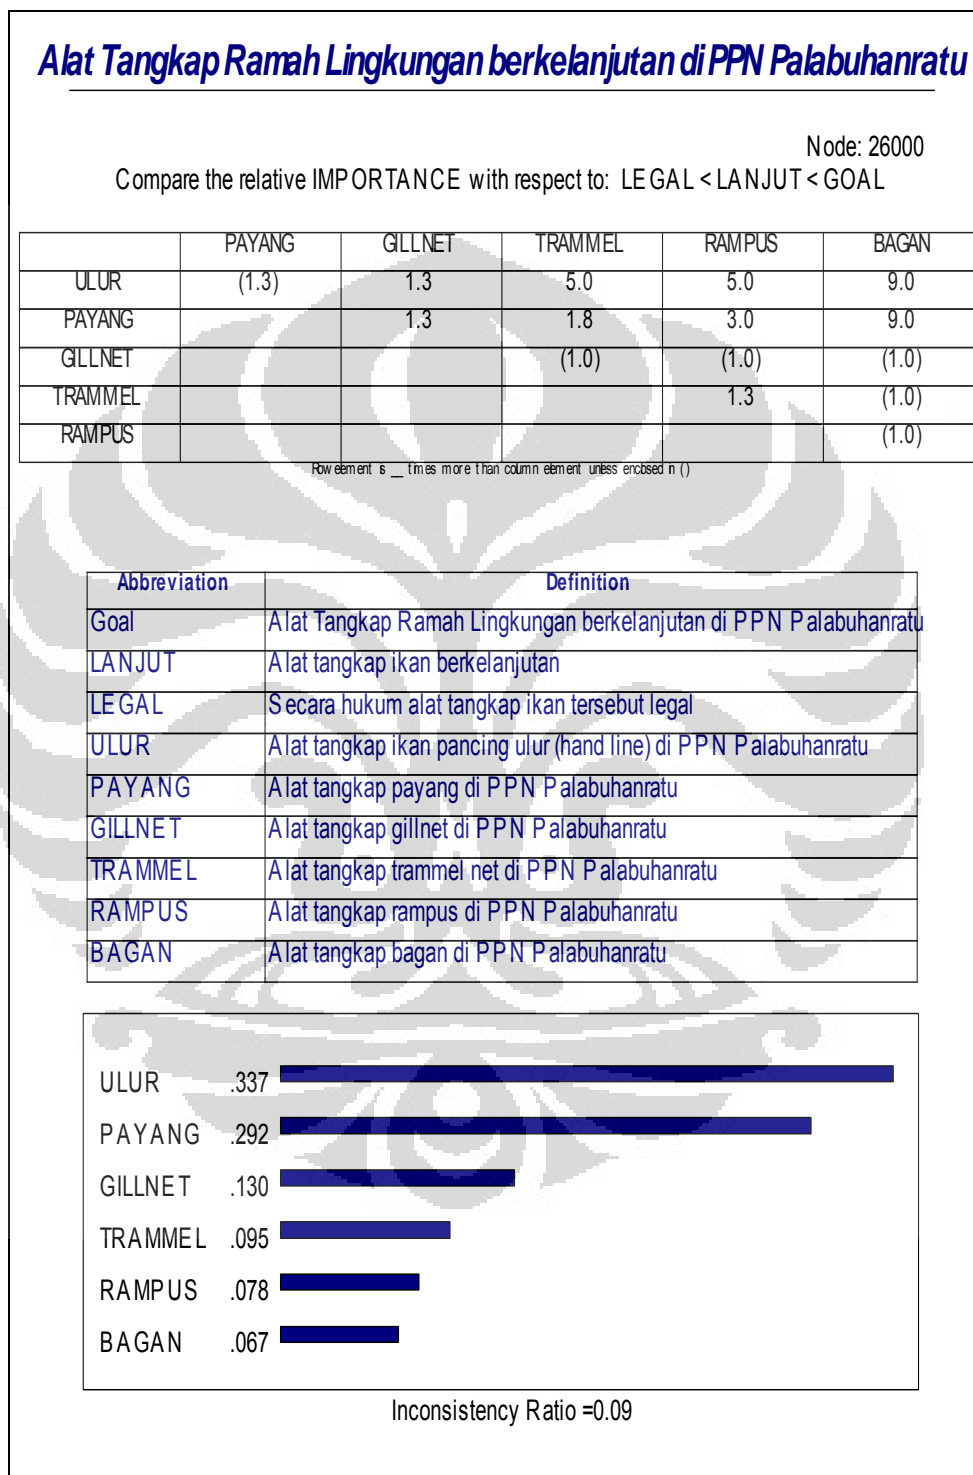 Alat Tangkap Ramah Lingkungan berkelanjutan di PPN Palabuhanratu
Node: 26000
Compare the relative IMPORTANCE with respect to: LEGAL < LANJUT < GOAL
PAYANG GILLNET TRAMMEL RAMPUS BAGAN
ULUR (1.3) 1.3 5.0 5.0 9.0
PAYANG 1.3 1.8 3.0 9.0
GILLNET (1.0) (1.0) (1.0)
TRAMMEL 1.3 (1.0)
RAMPUS (1.0)
Row element is __ times more than column element unless enclosed in ()
Abbreviation Definition
Goal Alat Tangkap Ramah Lingkungan berkelanjutan di PPN Palabuhanratu
LANJUT Alat tangkap ikan berkelanjutan
LEGAL Secara hukum alat tangkap ikan tersebut legal
ULUR Alat tangkap ikan pancing ulur (hand line) di PPN Palabuhanratu
PAYANG Alat tangkap payang di PPN Palabuhanratu
GILLNET Alat tangkap gillnet di PPN Palabuhanratu
TRAMMEL Alat tangkap trammel net di PPN Palabuhanratu
RAMPUS Alat tangkap rampus di PPN Palabuhanratu
BAGAN Alat tangkap bagan di PPN Palabuhanratu
ULUR .337
PAYANG .292
GILLNET .130
TRAMMEL .095
RAMPUS .078
BAGAN .067
Inconsistency Ratio =0.09